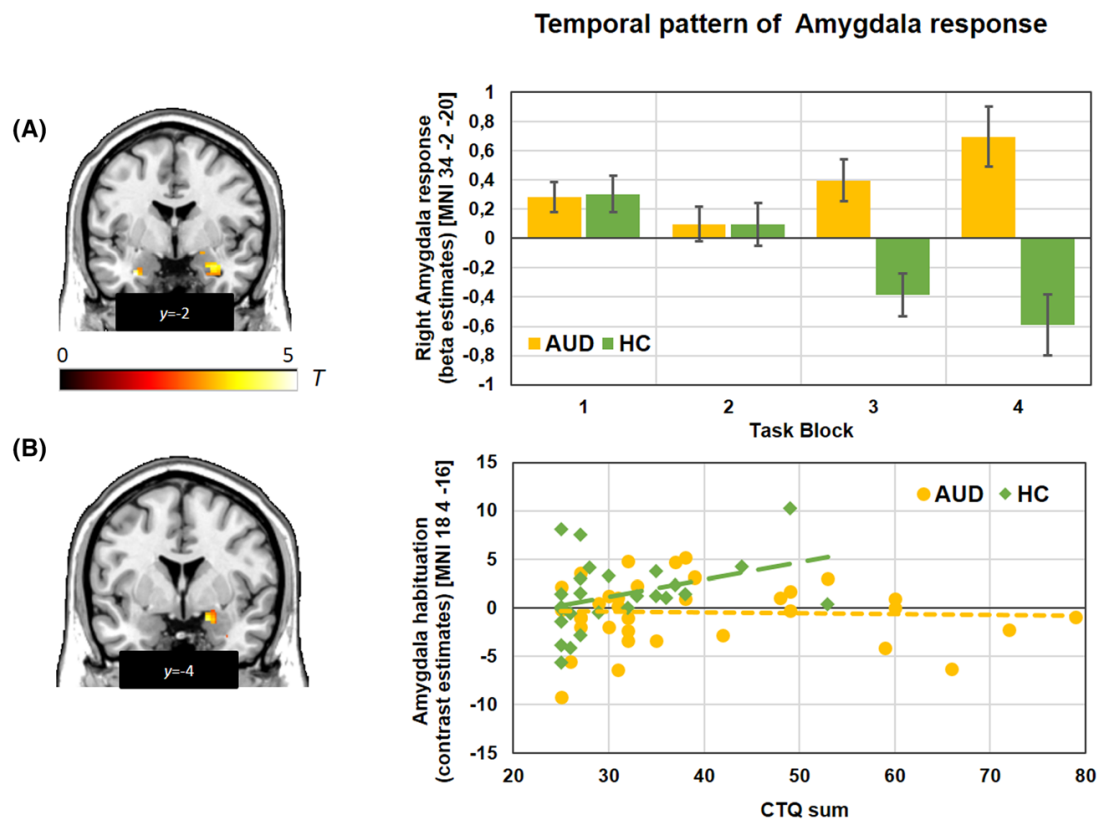 Temporal pattern of Amygdala response
(A)
y=-2
0 5
T
Right Amygdala response
(beta estimates) [MNI 34 -2 -20]
1
0,8
0,6
0,4
0,2
0
-0,2
-0,4
-0,6
-0,8
-1
AUD HC
1 2 3 4
Task Block
(B)
y=-4
Amygdala habituation
(contrast estimates) [MNI 18 4 -16]
15
10
5
0
-5
-10
-15
AUD HC
20 30 40 50 60 70 80
CTQ sum